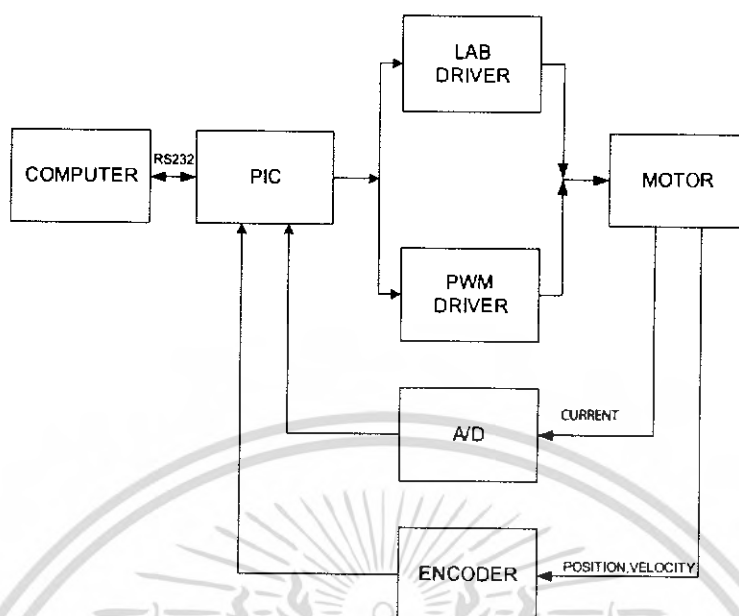 LAB
DRIVER
COMPUTER
RS232
PIC
MOTOR
PWM
DRIVER
A/D
CURRENT
ENCODER
POSITION,VELOCITY